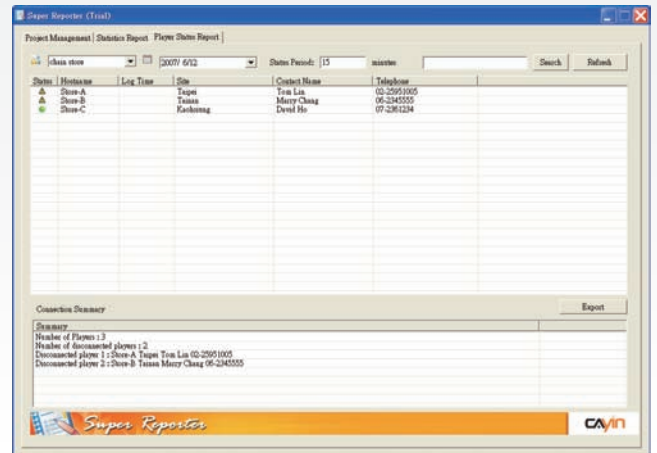 Super Reporter (Trial)
Project Management Statistics Report Player Status Report
chain store 2007/ 6/12 Status Period: 15 minutes Search Refresh
Status Hostname Log Time Site Contact Name Telephone
Store-A Taipei Tom Lin 02-25951005
Store-B Tainan Marry Chang 06-2345555
Store-C Kaohsiung David Ho 07-2361234
Connection Summary Export
Summary
Number of Players : 3
Number of disconnected players : 2
Disconnected player 1 : Store-A Taipei Tom Lin 02-25951005
Disconnected player 2 : Store-B Tainan Marry Chang 06-2345555
Super Reporter CAYIN